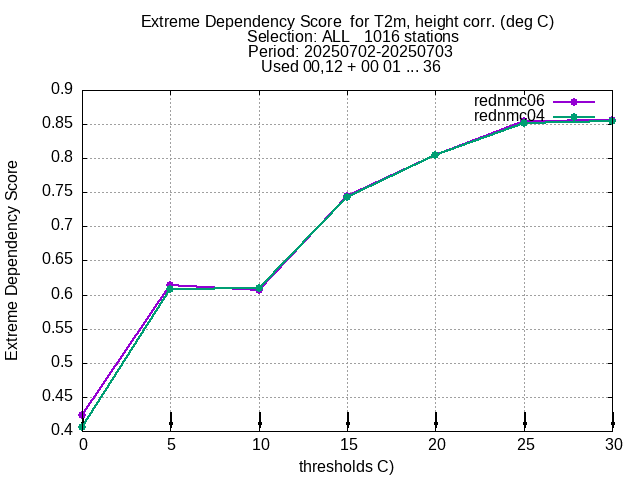 Extreme Dependency Score  for T2m, height corr. (deg C)
Selection: ALL   1016 stations
Period: 20250702-20250703
Used 00,12 + 00 01 ... 36
rednmc06
rednmc04
0.9
0.85
0.8
0.75
0.7
0.65
0.6
0.55
0.5
0.45
0.4
Extreme Dependency Score
0 5 10 15 20 25 30
thresholds C)